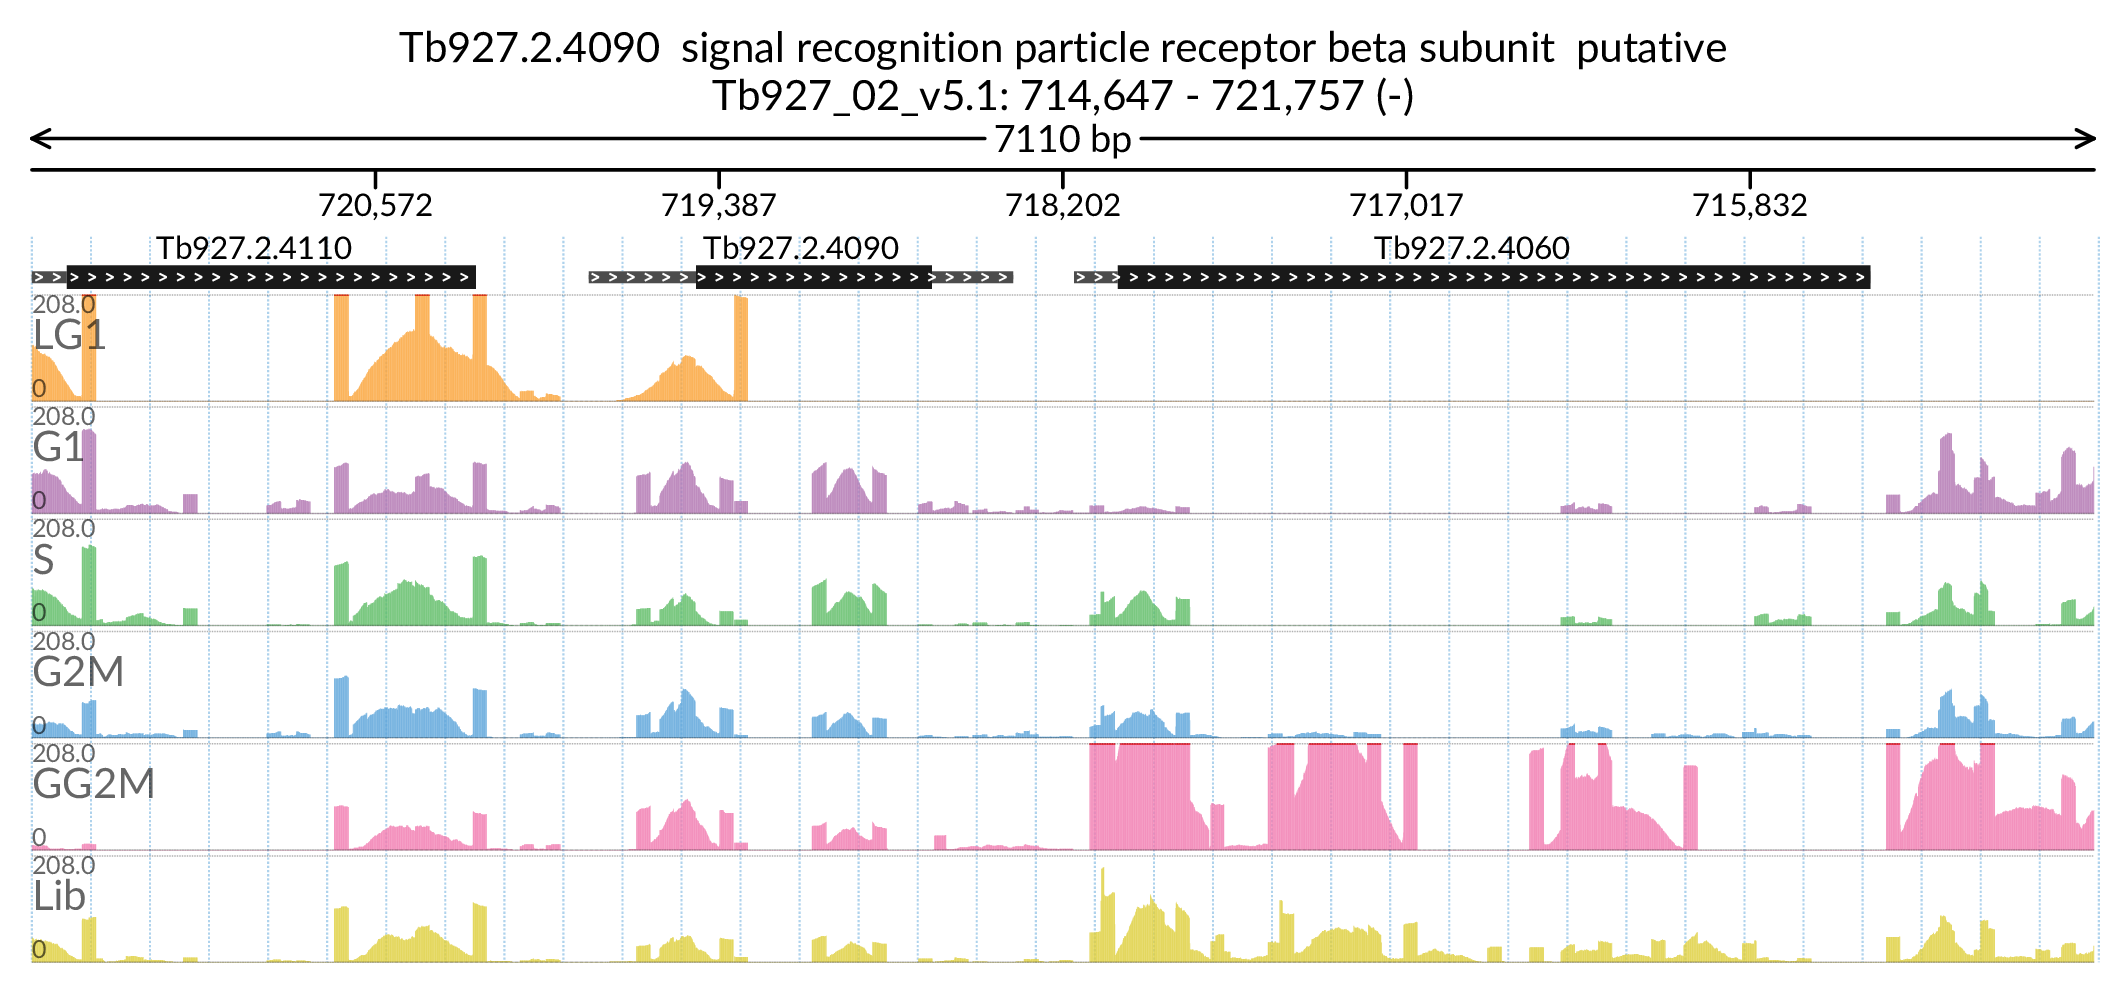 Tb927.2.4090  signal recognition particle receptor beta subunit  putative
Tb927_02_v5.1: 714,647 - 721,757 (-)
7110 bp
720,572 719,387 718,202 717,017 715,832
Tb927.2.4110 Tb927.2.4090 Tb927.2.4060
208.0
LG1
0
208.0
G1
0
208.0
S
0
208.0
G2M
0
208.0
GG2M
0
208.0
Lib
0